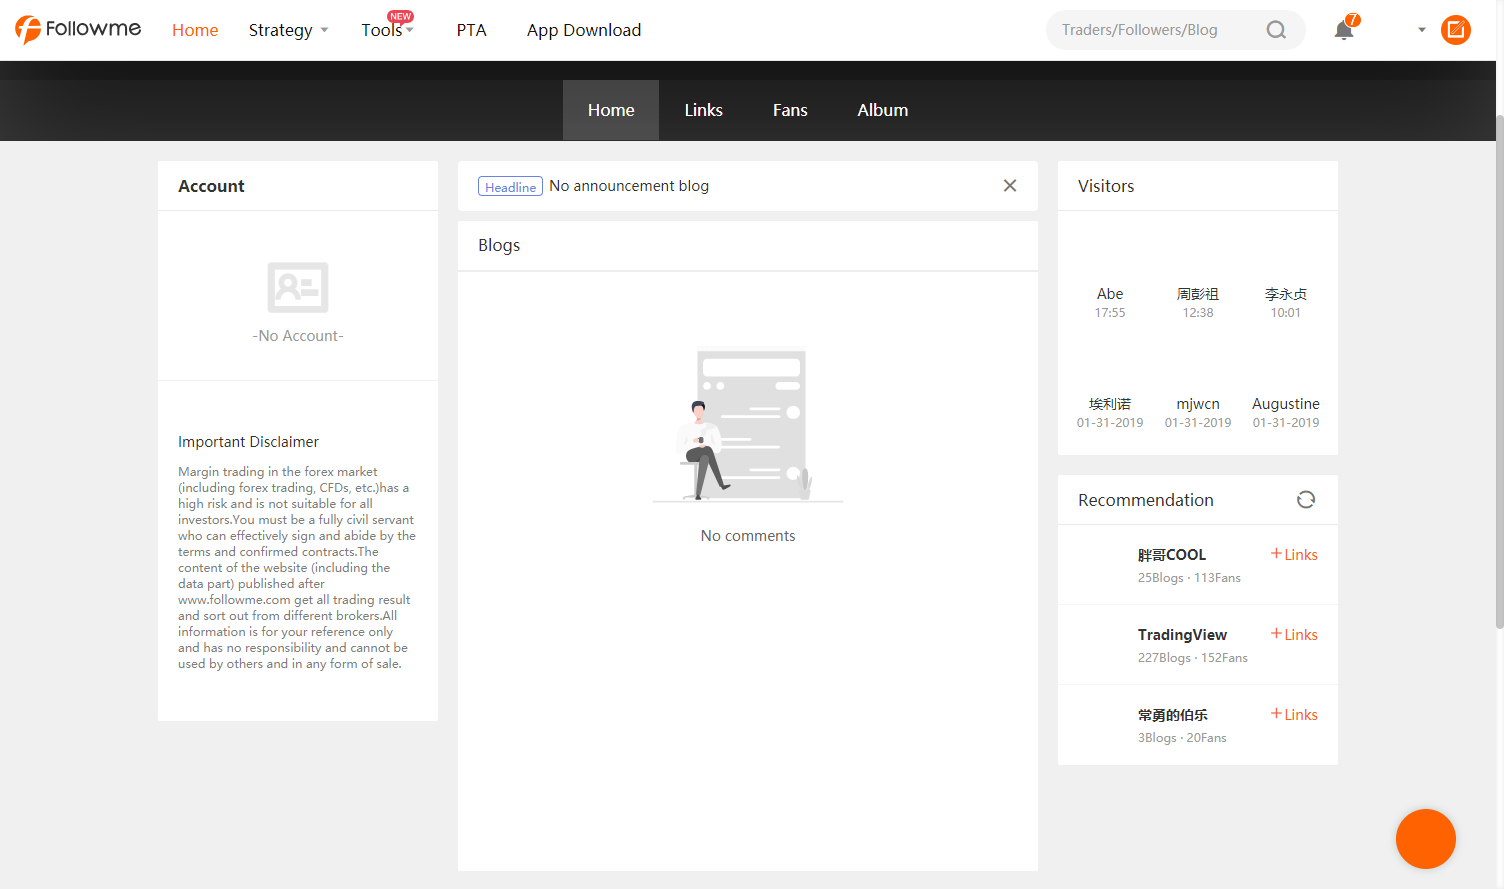 Followme
Home
Strategy
Tools
NEW
PTA
App Download
Traders/Followers/Blog
7
Home
Links
Fans
Album
Account
-No Account-
Important Disclaimer
Margin trading in the forex market
(including forex trading, CFDs, etc.)has a
high risk and is not suitable for all
investors.You must be a fully civil servant
who can effectively sign and abide by the
terms and confirmed contracts.The
content of the website (including the
data part) published after
www.followme.com get all trading result
and sort out from different brokers.All
information is for your reference only
and has no responsibility and cannot be
used by others and in any form of sale.
Headline No announcement blog
Blogs
No comments
Visitors
Abe
17:55
周彭祖
12:38
李永贞
10:01
埃利诺
01-31-2019
mjwcn
01-31-2019
Augustine
01-31-2019
Recommendation
胖哥COOL
+Links
25Blogs · 113Fans
TradingView
+Links
227Blogs · 152Fans
常勇的伯乐
+Links
3Blogs · 20Fans